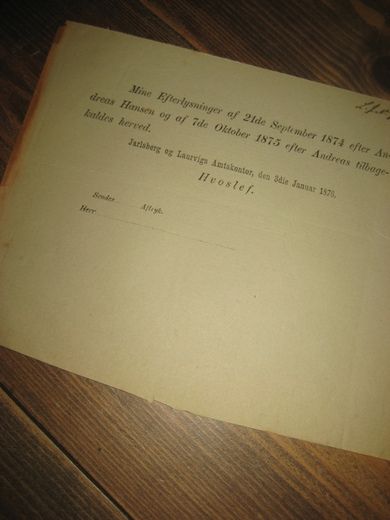 Mine Efterlysninger af 21de September 1874 efter An-
dreas Hansen og af 7de Oktober 1875 efter Andreas tilbage-
kaldes herved.
Jarlsberg og Laurvigs Amtskontor, den 3die Januar 1876.
Hvoslef.
Sendes Aftryk.
Herr